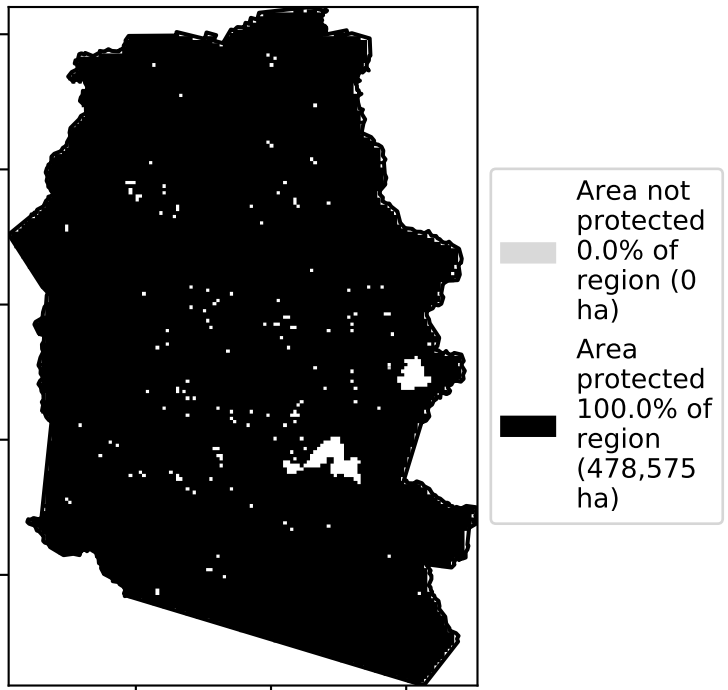 Area not
protected
0.0% of
region (0
ha)
Area
protected
100.0% of
region
(478,575
ha)